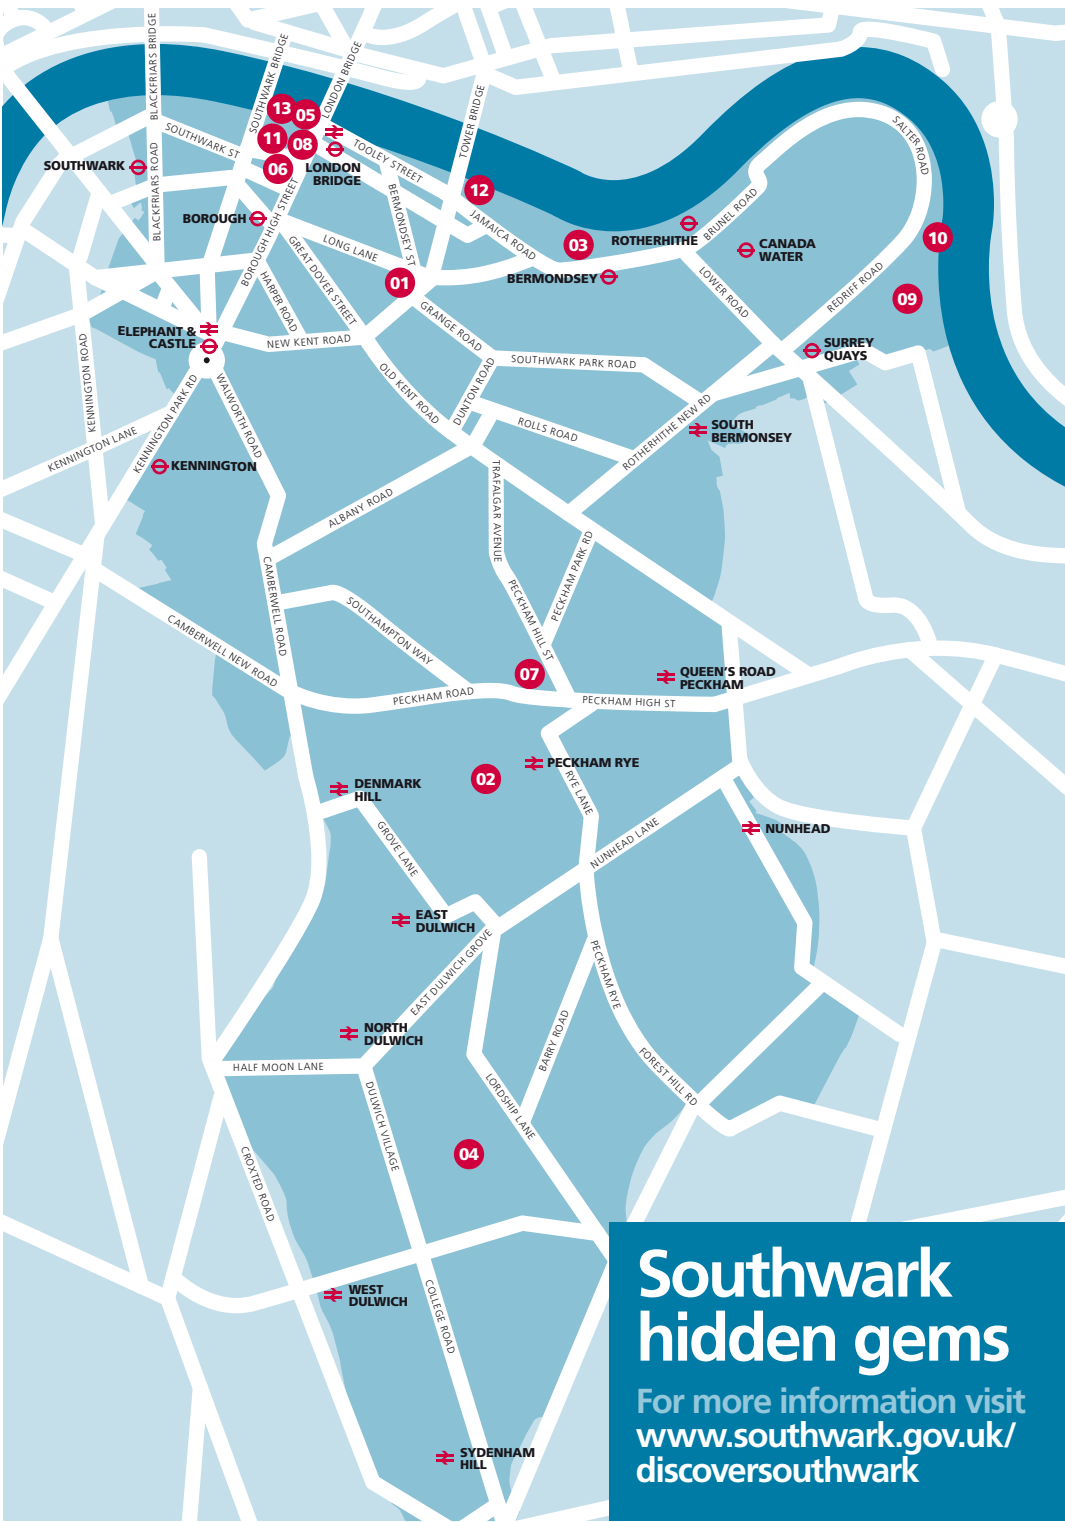 BLACKFRIARS BRIDGE
SOUTHWARK BRIDGE
LONDON BRIDGE
TOWER BRIDGE
13
05
11
08
06
SOUTHWARK ST
TOOLEY STREET
SALTER ROAD
SOUTHWARK
BLACKFRIARS ROAD
LONDON
BRIDGE
12
BERMONDSEY ST
BOROUGH
BOROUGH HIGH STREET
LONG LANE
GREAT DOVER STREET
JAMAICA ROAD
03
ROTHERHITHE
BRUNEL ROAD
CANADA
WATER
10
BERMONDSEY
01
HARPER ROAD
LOWER ROAD
REDRIFF ROAD
09
ELEPHANT &
CASTLE
NEW KENT ROAD
GRANGE ROAD
SOUTHWARK PARK ROAD
SURREY
QUAYS
KENNINGTON ROAD
KENNINGTON PARK RD
WALWORTH ROAD
OLD KENT ROAD
DUNTON ROAD
ROLLS ROAD
ROTHERHITHE NEW RD
SOUTH
BERMONSEY
KENNINGTON LANE
KENNINGTON
ALBANY ROAD
TRAFALGAR AVENUE
PECKHAM PARK RD
CAMBERWELL ROAD
PECKHAM HILL ST
SOUTHAMPTON WAY
CAMBERWELL NEW ROAD
07
QUEEN'S ROAD
PECKHAM
PECKHAM ROAD
PECKHAM HIGH ST
02
PECKHAM RYE
DENMARK
HILL
RYE LANE
GROVE LANE
NUNHEAD LANE
NUNHEAD
EAST
DULWICH
EAST DULWICH GROVE
PECKHAM RYE
NORTH
DULWICH
BARRY ROAD
HALF MOON LANE
FOREST HILL RD
DULWICH VILLAGE
LORDSHIP LANE
04
CROXTED ROAD
WEST
DULWICH
COLLEGE ROAD
SYDENHAM
HILL
Southwark
hidden gems
For more information visit
www.southwark.gov.uk/
discoversouthwark